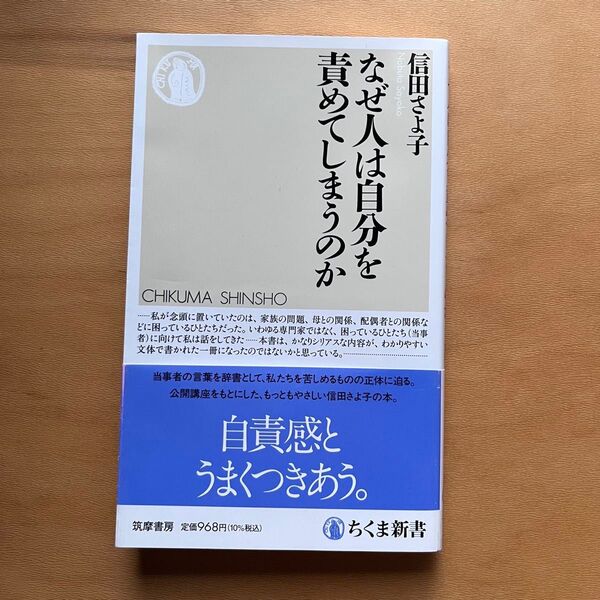 信田さよ子
Nobuta Sayoko
なぜ人は自分を
責めてしまうのか
CHIKUMA SHINSHO
……私が念頭に置いていたのは、家族の問題、母との関係、配偶者との関係な
どに困っているひとたちだった。いわゆる専門家ではなく、困っているひとたち（当事
者）に向けて私は話をしてきた……本書は、かなりシリアスな内容が、わかりやすい
文体で書かれた一冊になったのではないかと思っている。
当事者の言葉を辞書として、私たちを苦しめるものの正体に迫る。
公開講座をもとにした、もっともやさしい信田さよ子の本。
自責感と
うまくつきあう。
筑摩書房 定価968円（10%税込）
ちくま新書